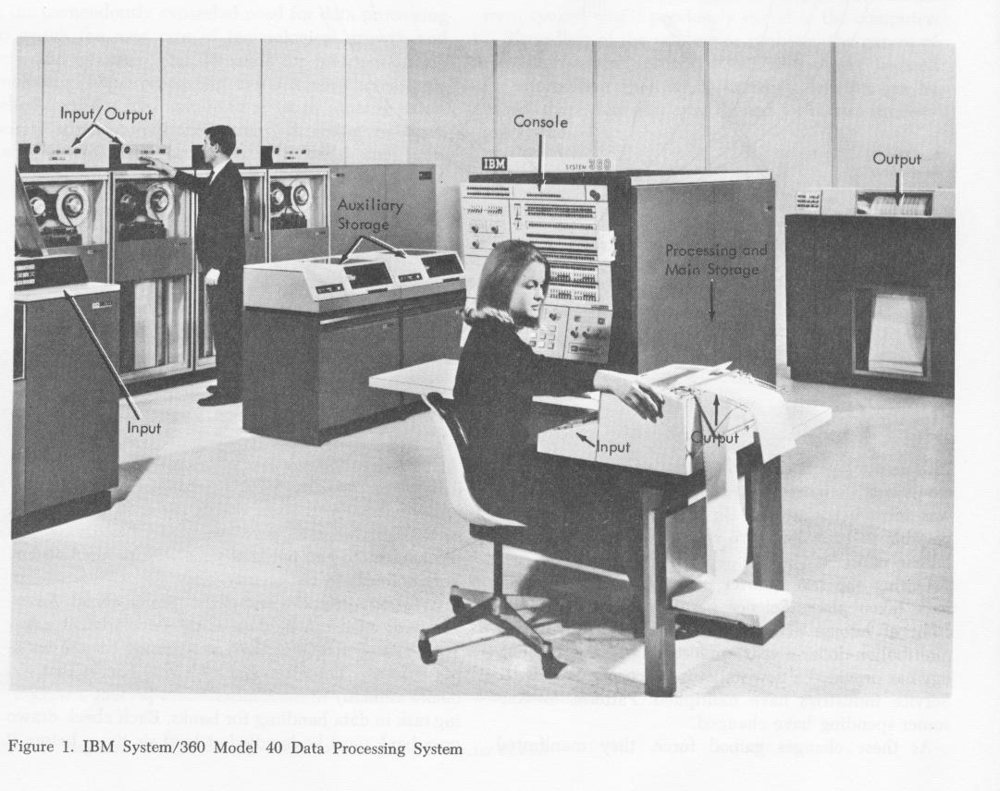 Input/Output
Console
IBM SYSTEM 360
Output
Auxiliary
Storage
Processing and
Main Storage
Input
Input
Output
Figure 1. IBM System/360 Model 40 Data Processing System